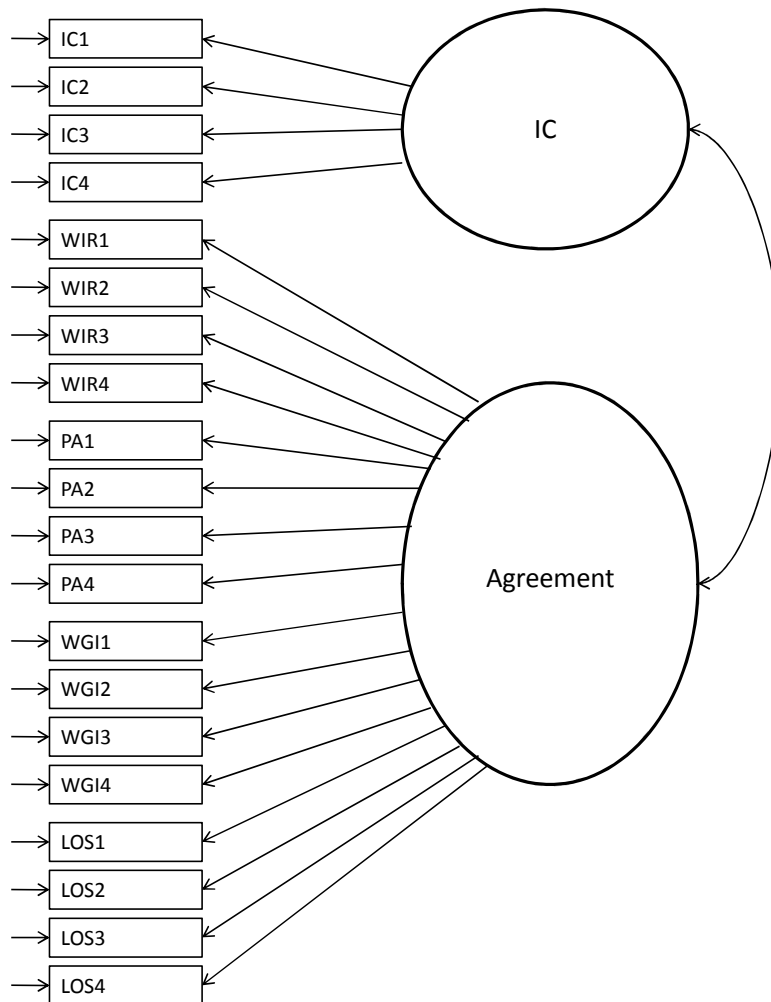 IC1
IC2
IC3
IC4
IC
WIR1
WIR2
WIR3
WIR4
PA1
PA2
PA3
PA4
Agreement
WGI1
WGI2
WGI3
WGI4
LOS1
LOS2
LOS3
LOS4